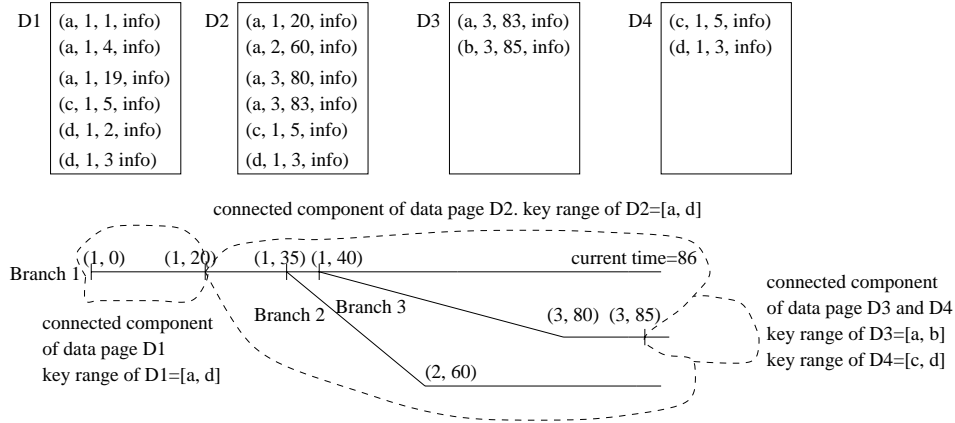 D1
(a, 1, 1, info)
(a, 1, 4, info)
(a, 1, 19, info)
(c, 1, 5, info)
(d, 1, 2, info)
(d, 1, 3 info)
D2
(a, 1, 20, info)
(a, 2, 60, info)
(a, 3, 80, info)
(a, 3, 83, info)
(c, 1, 5, info)
(d, 1, 3, info)
D3
(a, 3, 83, info)
(b, 3, 85, info)
D4
(c, 1, 5, info)
(d, 1, 3, info)
connected component of data page D2. key range of D2=[a, d]
(1, 0)
(1, 20)
(1, 35)
(1, 40)
current time=86
Branch 1
Branch 2
Branch 3
(3, 80)
(3, 85)
(2, 60)
connected component
of data page D1
key range of D1=[a, d]
connected component
of data page D3 and D4
key range of D3=[a, b]
key range of D4=[c, d]